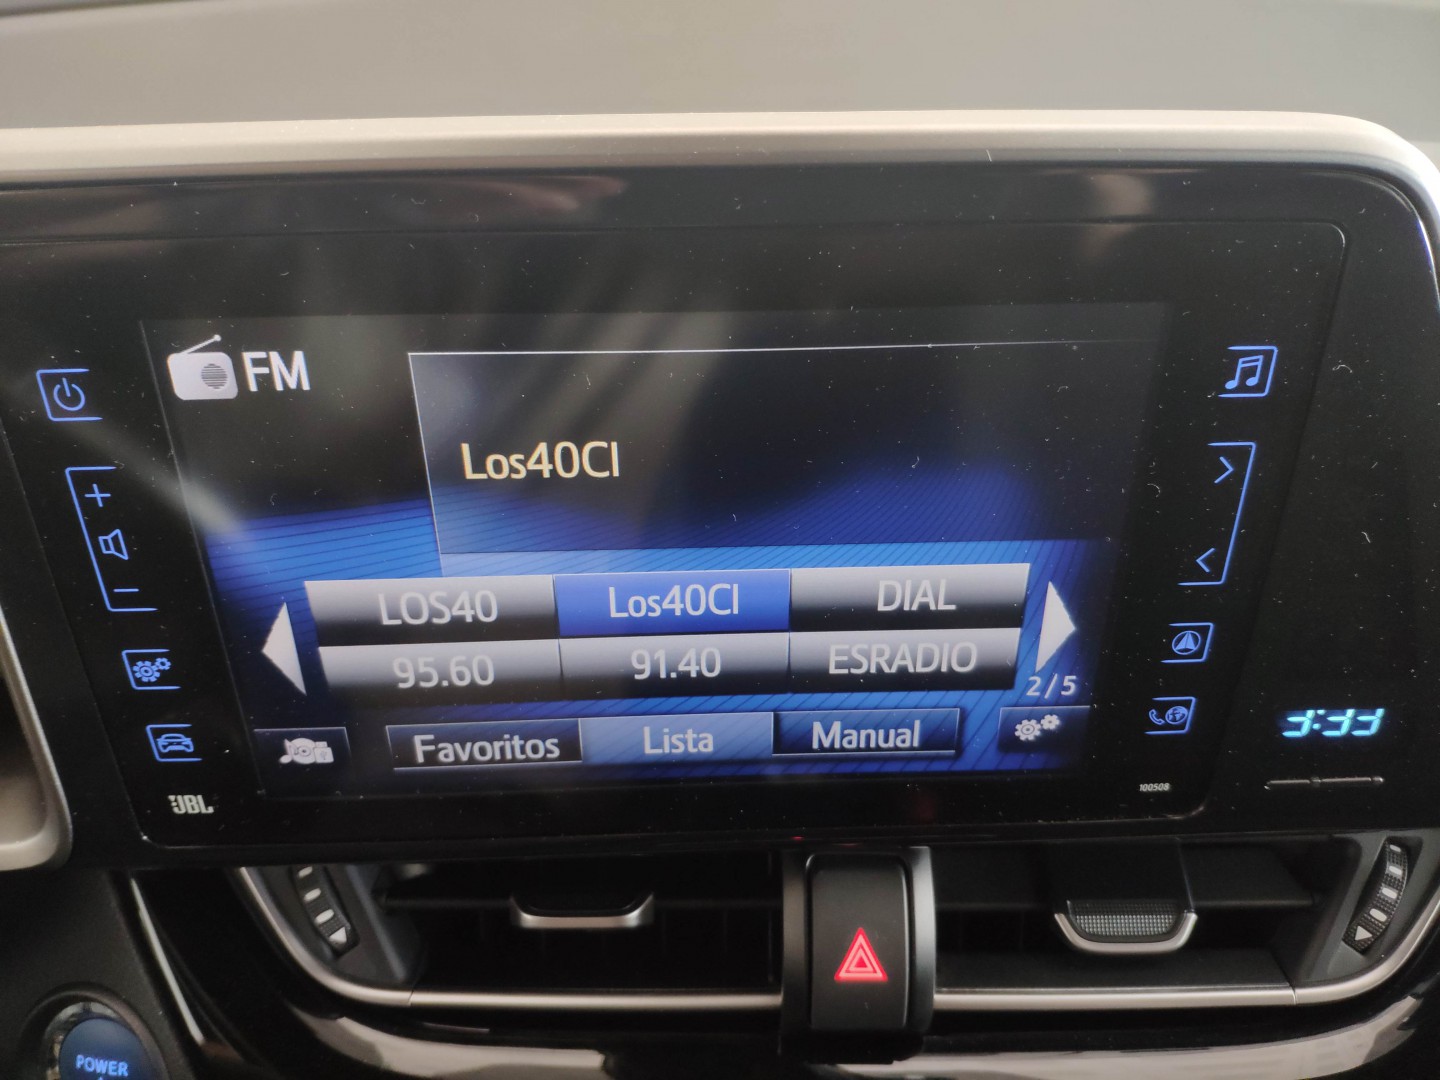 FM
Los40Cl
LOS40 Los40Cl DIAL
95.60 91.40 ESRADIO
2/5
Favoritos Lista Manual
3:33
JBL
100508
POWER